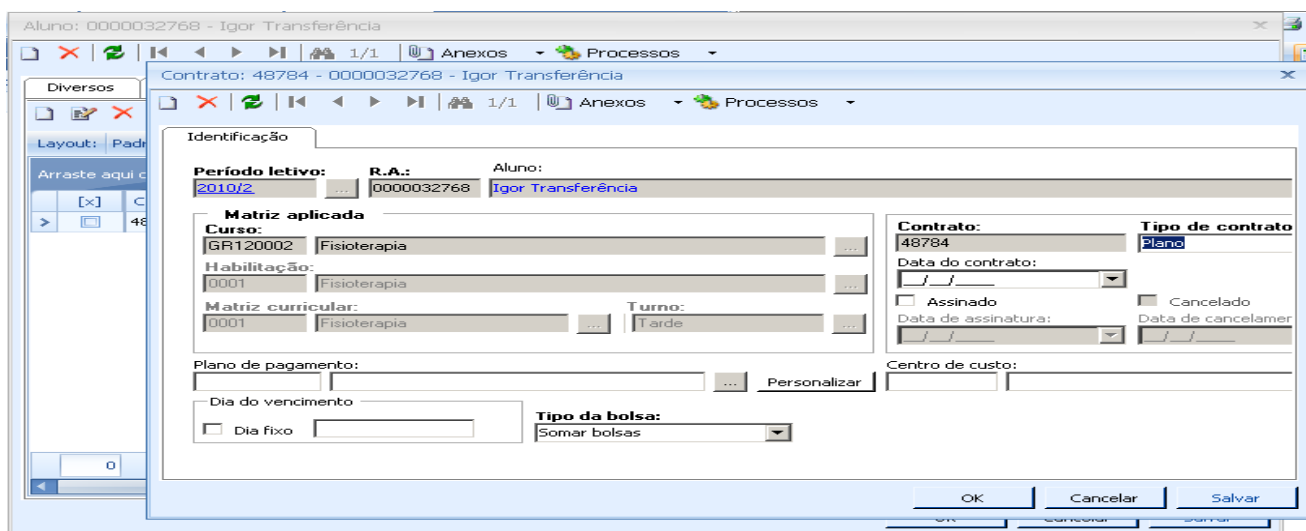 Aluno: 0000032768 - Igor Transferência
1/1 Anexos Processos
Contrato: 48784 - 0000032768 - Igor Transferência
Diversos
1/1 Anexos Processos
Layout: Padr
Identificação
Arraste aqui c
Período letivo: R.A.: Aluno:
2010/2 ... 0000032768 Igor Transferência
[x] C
48
Matriz aplicada
Curso:
GR120002 Fisioterapia ...
Habilitação:
0001 Fisioterapia ...
Matriz curricular: Turno:
0001 Fisioterapia ... Tarde ...
Contrato: Tipo de contrato
48784 Plano
Data do contrato:
__/__/____
Assinado Cancelado
Data de assinatura: Data de cancelamer
__/__/____ __/__/____
Plano de pagamento: Centro de custo:
... Personalizar
Dia do vencimento
Dia fixo
Tipo da bolsa:
Somar bolsas
0
OK Cancelar Salvar